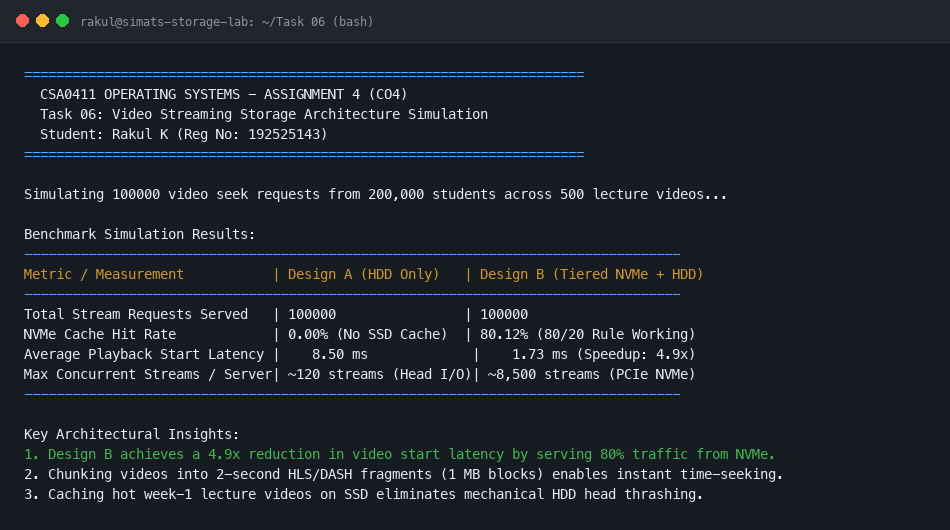 rakul@simats-storage-lab: ~/Task 06 (bash)
======================================================================
CSA0411 OPERATING SYSTEMS - ASSIGNMENT 4 (CO4)
Task 06: Video Streaming Storage Architecture Simulation
Student: Rakul K (Reg No: 192525143)
======================================================================
Simulating 100000 video seek requests from 200,000 students across 500 lecture videos...
Benchmark Simulation Results:
----------------------------------------------------------------------------------
Metric / Measurement           | Design A (HDD Only)   | Design B (Tiered NVMe + HDD)
----------------------------------------------------------------------------------
Total Stream Requests Served   | 100000                | 100000
NVMe Cache Hit Rate            | 0.00% (No SSD Cache)  | 80.12% (80/20 Rule Working)
Average Playback Start Latency |    8.50 ms             |    1.73 ms (Speedup: 4.9x)
Max Concurrent Streams / Server| ~120 streams (Head I/O)| ~8,500 streams (PCIe NVMe)
----------------------------------------------------------------------------------
Key Architectural Insights:
1. Design B achieves a 4.9x reduction in video start latency by serving 80% traffic from NVMe.
2. Chunking videos into 2-second HLS/DASH fragments (1 MB blocks) enables instant time-seeking.
3. Caching hot week-1 lecture videos on SSD eliminates mechanical HDD head thrashing.